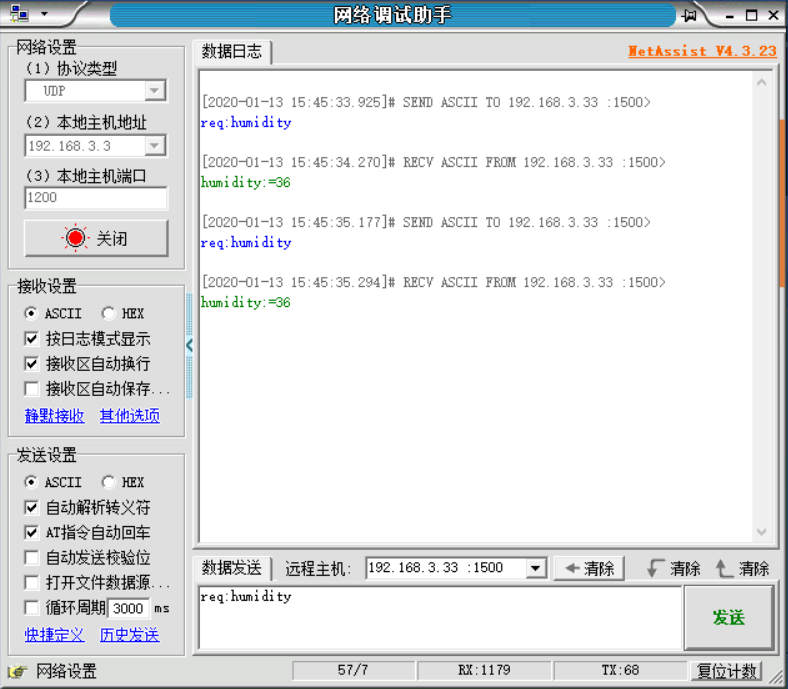 网络调试助手
网络设置
(1) 协议类型
UDP
(2) 本地主机地址
192.168.3.3
(3) 本地主机端口
1200
关闭
接收设置
ASCII HEX
按日志模式显示
接收区自动换行
接收区自动保存...
静默接收 其他选项
发送设置
ASCII HEX
自动解析转义符
AT指令自动回车
自动发送校验位
打开文件数据源...
循环周期 3000 ms
快捷定义 历史发送
数据日志
NetAssist V4.3.23
[2020-01-13 15:45:33.925]# SEND ASCII TO 192.168.3.33 :1500>
req:humidity
[2020-01-13 15:45:34.270]# RECV ASCII FROM 192.168.3.33 :1500>
humidity:=36
[2020-01-13 15:45:35.177]# SEND ASCII TO 192.168.3.33 :1500>
req:humidity
[2020-01-13 15:45:35.294]# RECV ASCII FROM 192.168.3.33 :1500>
humidity:=36
数据发送 远程主机: 192.168.3.33 :1500 清除 清除 清除
req:humidity
发送
网络设置 57/7 RX:1179 TX:68 复位计数